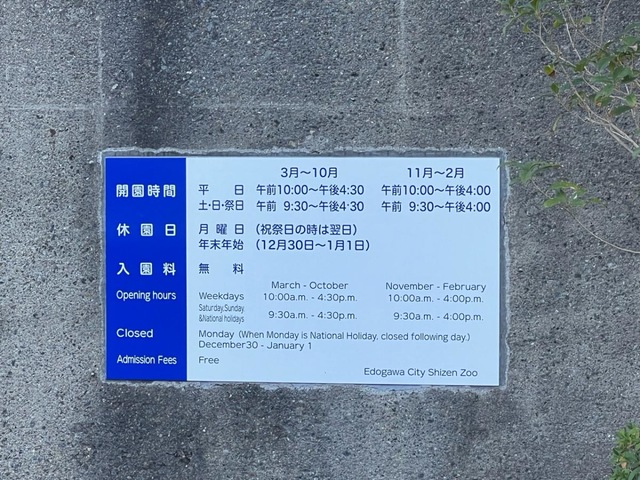 3月〜10月 11月〜2月
開園時間 平日 午前10:00〜午後4:30 午前10:00〜午後4:00
土・日・祭日 午前 9:30〜午後4:30 午前 9:30〜午後4:00
休園日 月曜日（祝祭日の時は翌日）
年末年始（12月30日〜1月1日）
入園料 無料
March - October November - February
Opening hours Weekdays 10:00a.m. - 4:30p.m. 10:00a.m. - 4:00p.m.
Saturday,Sunday,
&National holidays 9:30a.m. - 4:30p.m. 9:30a.m. - 4:00p.m.
Closed Monday (When Monday is National Holiday, closed following day.)
December30 - January 1
Admission Fees Free
Edogawa City Shizen Zoo